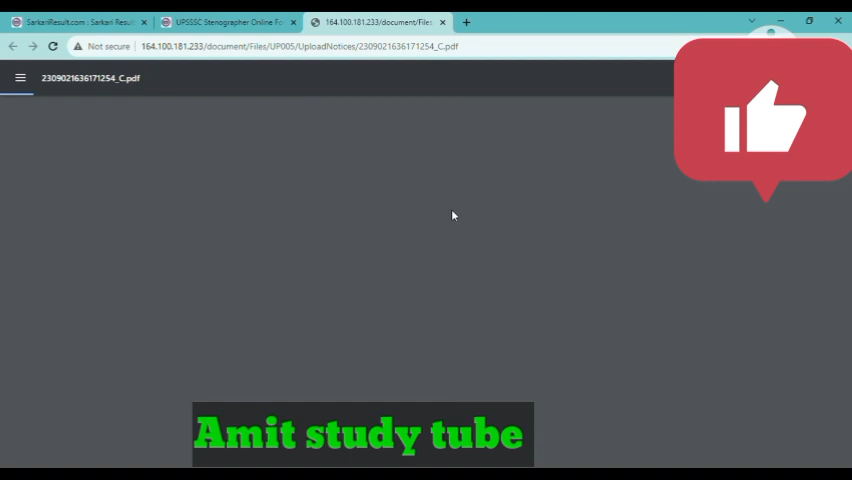 SarkariResult.com : Sarkari Result
UPSSSC Stenographer Online Fo
164.100.181.233/document/Files
Not secure
164.100.181.233/document/Files/UP005/UploadNotices/2309021636171254_C.pdf
2309021636171254_C.pdf
Amit study tube